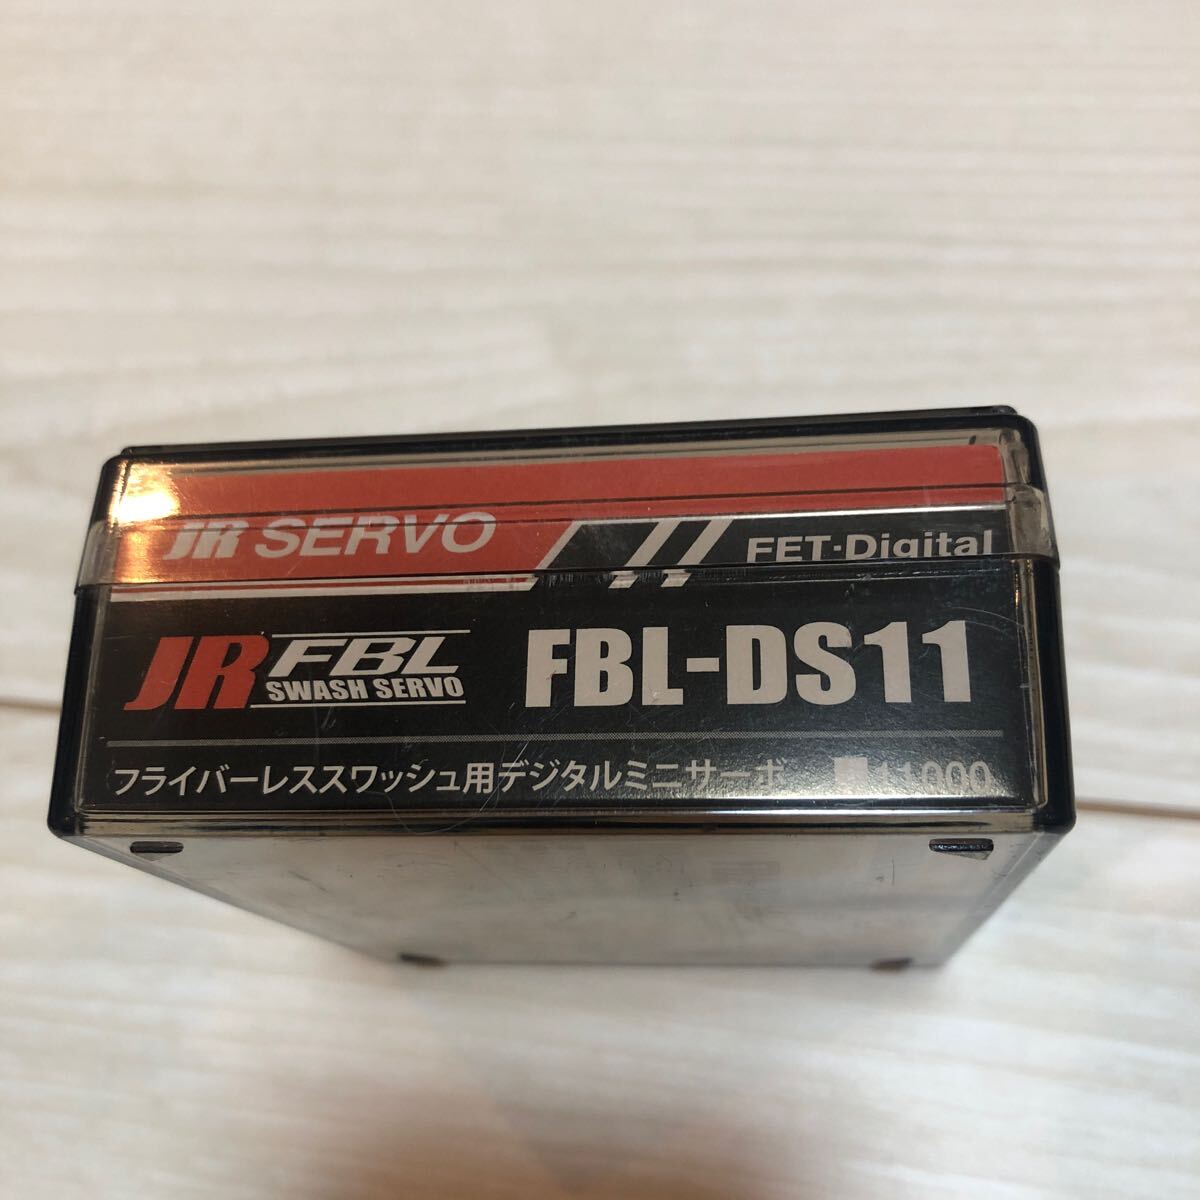 JR SERVO
FET-Digital
JR FBL
SWASH SERVO
FBL-DS11
フライバーレススワッシュ用デジタルミニサーボ ■11000